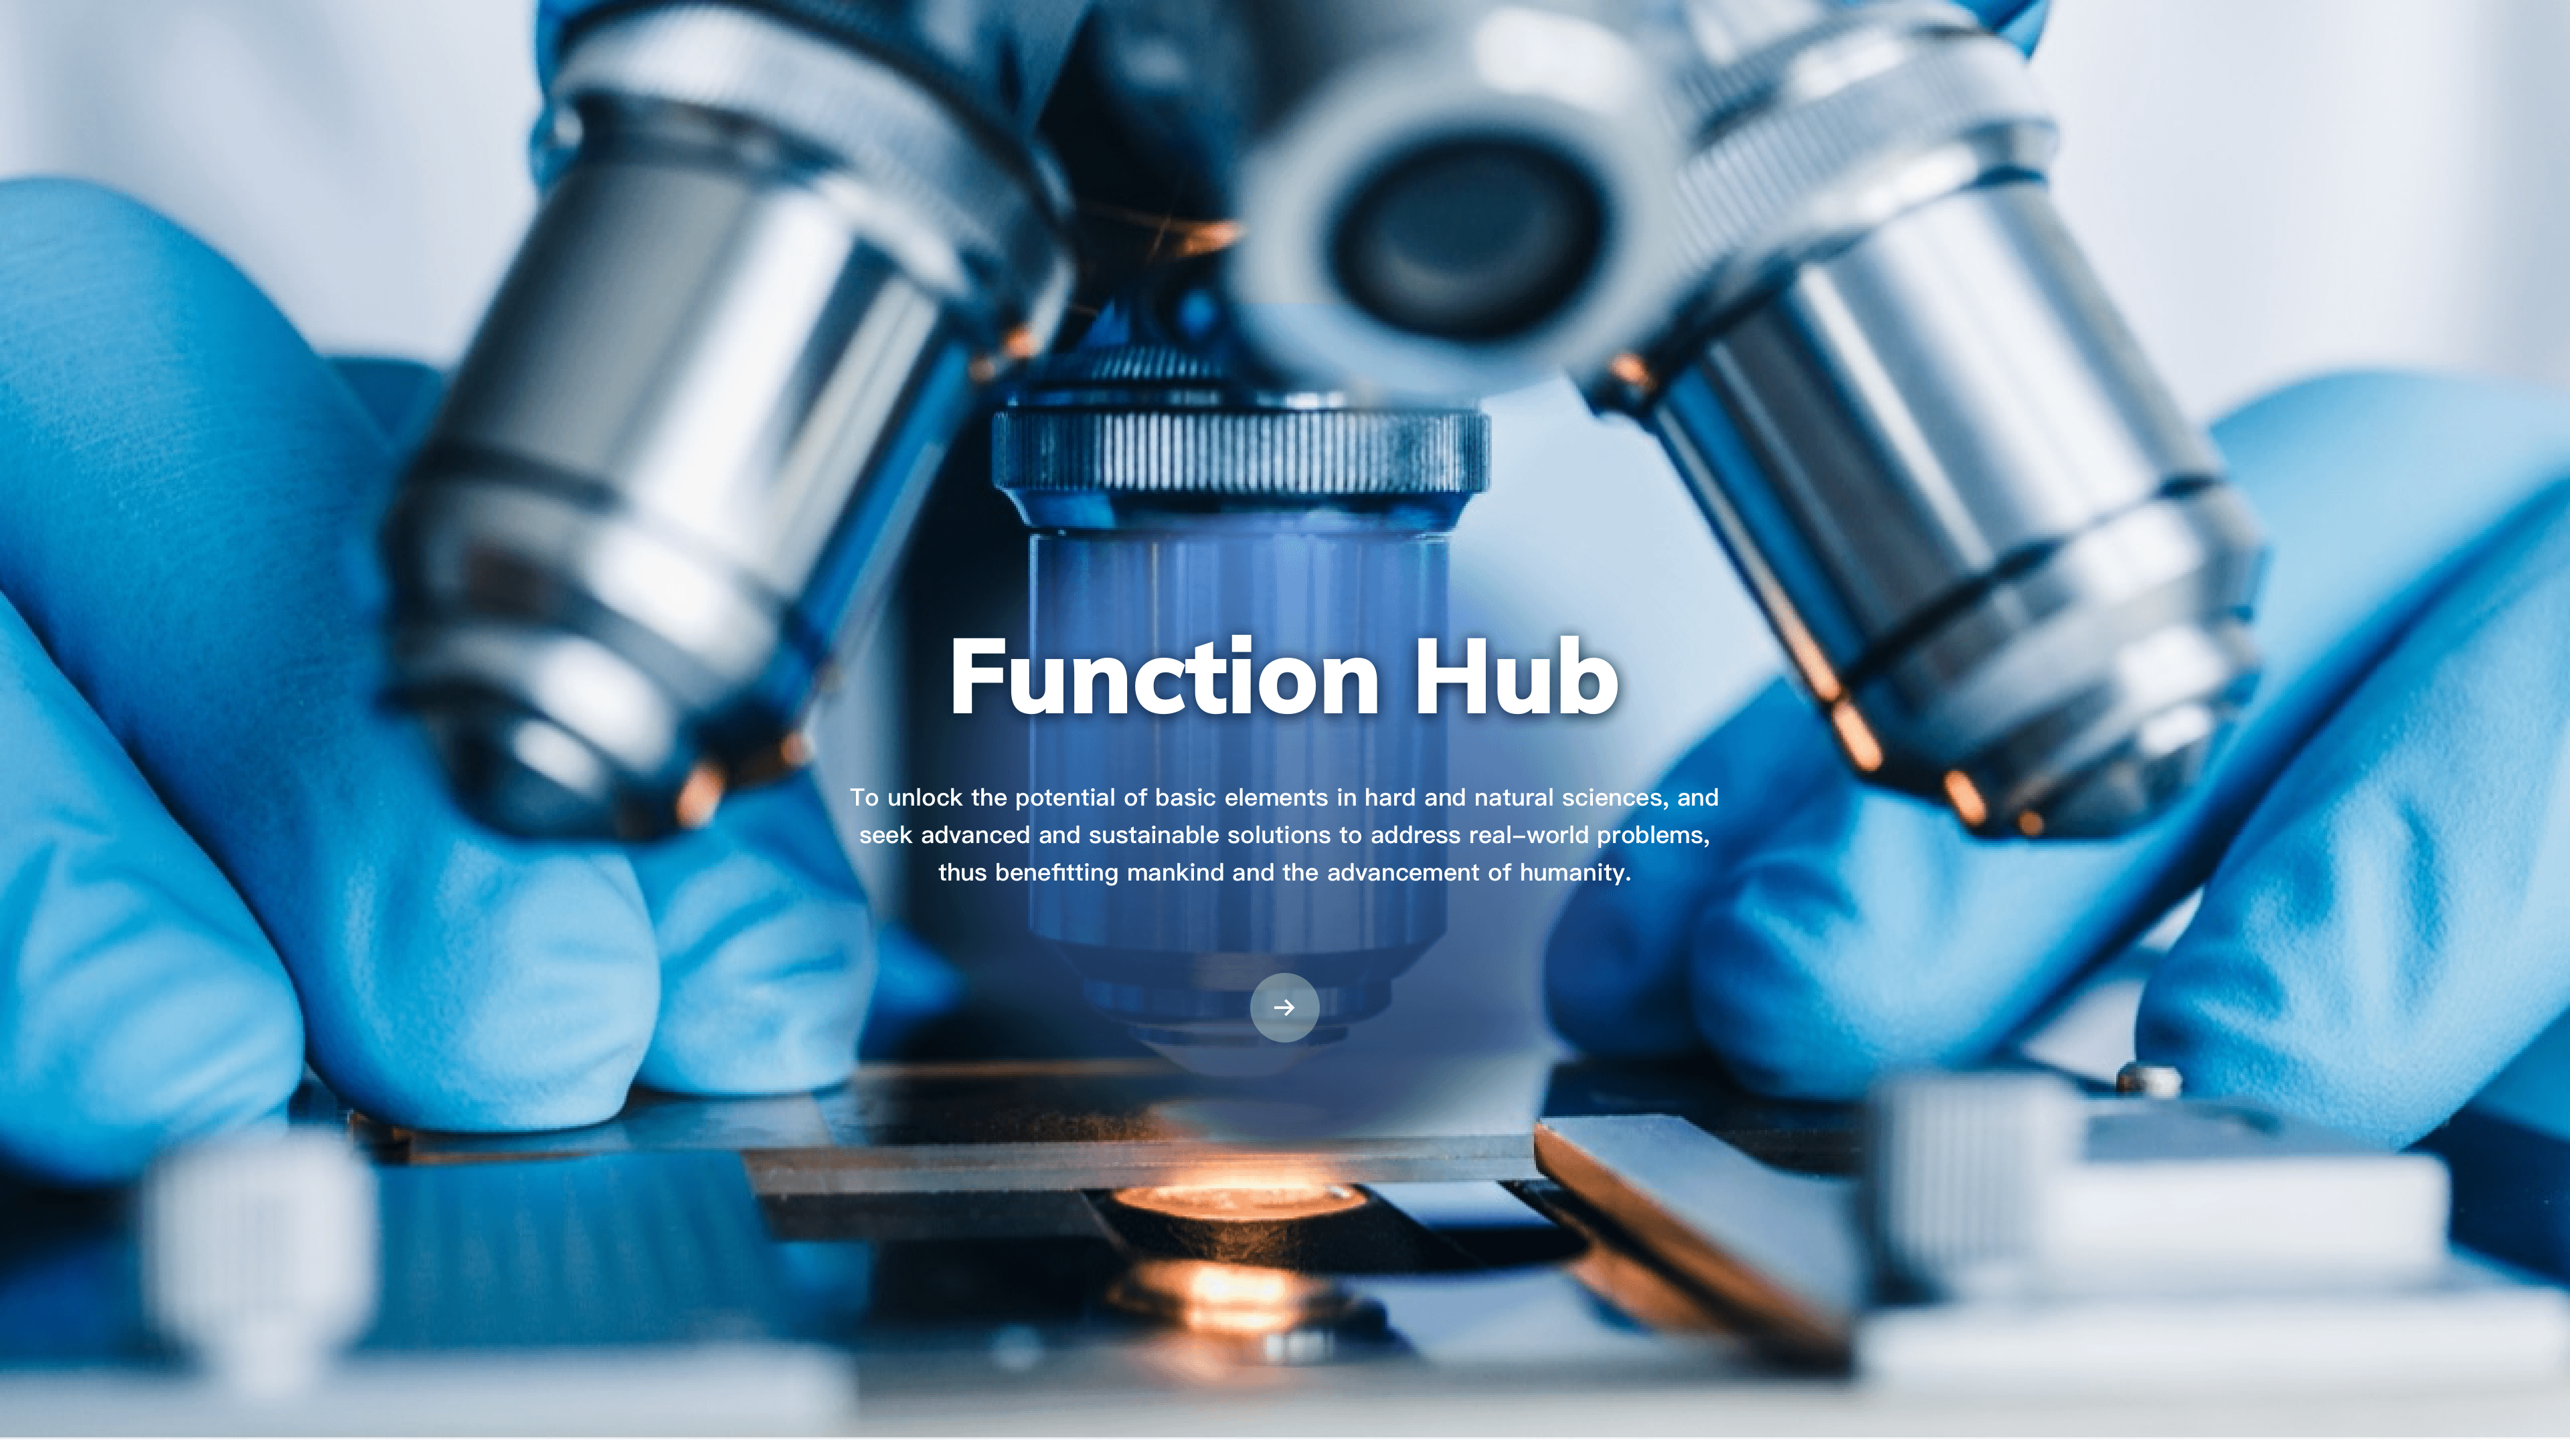 Function Hub
To unlock the potential of basic elements in hard and natural sciences, and
seek advanced and sustainable solutions to address real-world problems,
thus benefitting mankind and the advancement of humanity.